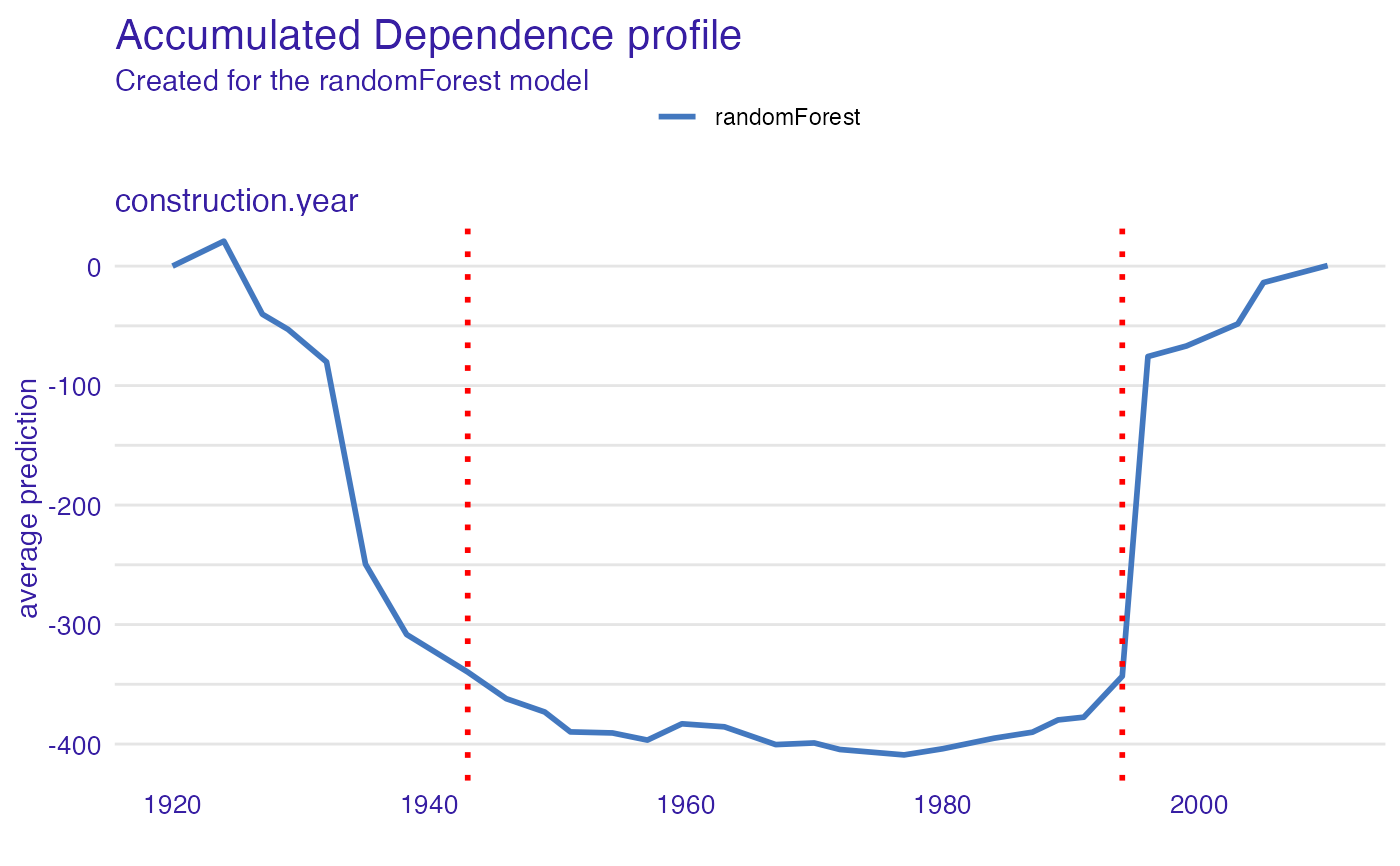 Accumulated Dependence profile
Created for the randomForest model
randomForest
construction.year
average prediction
0
-100
-200
-300
-400
1920 1940 1960 1980 2000